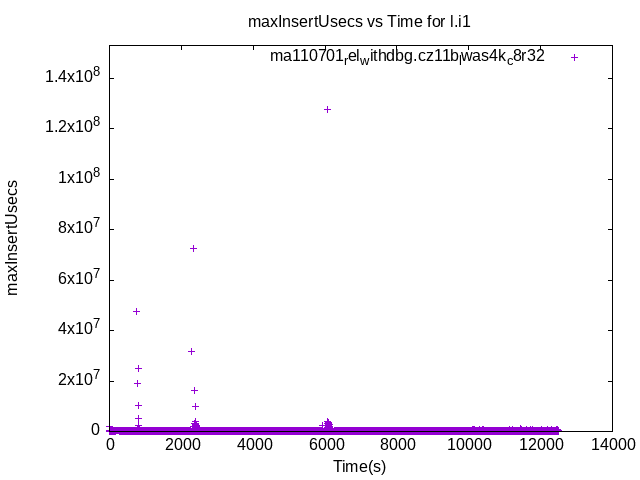 maxInsertUsecs vs Time for l.i1
ma110701relwithdbg.cz11blwas4kc8r32
1.4x10^8
1.2x10^8
1x10^8
8x10^7
6x10^7
4x10^7
2x10^7
0
maxInsertUsecs
0 2000 4000 6000 8000 10000 12000 14000
Time(s)